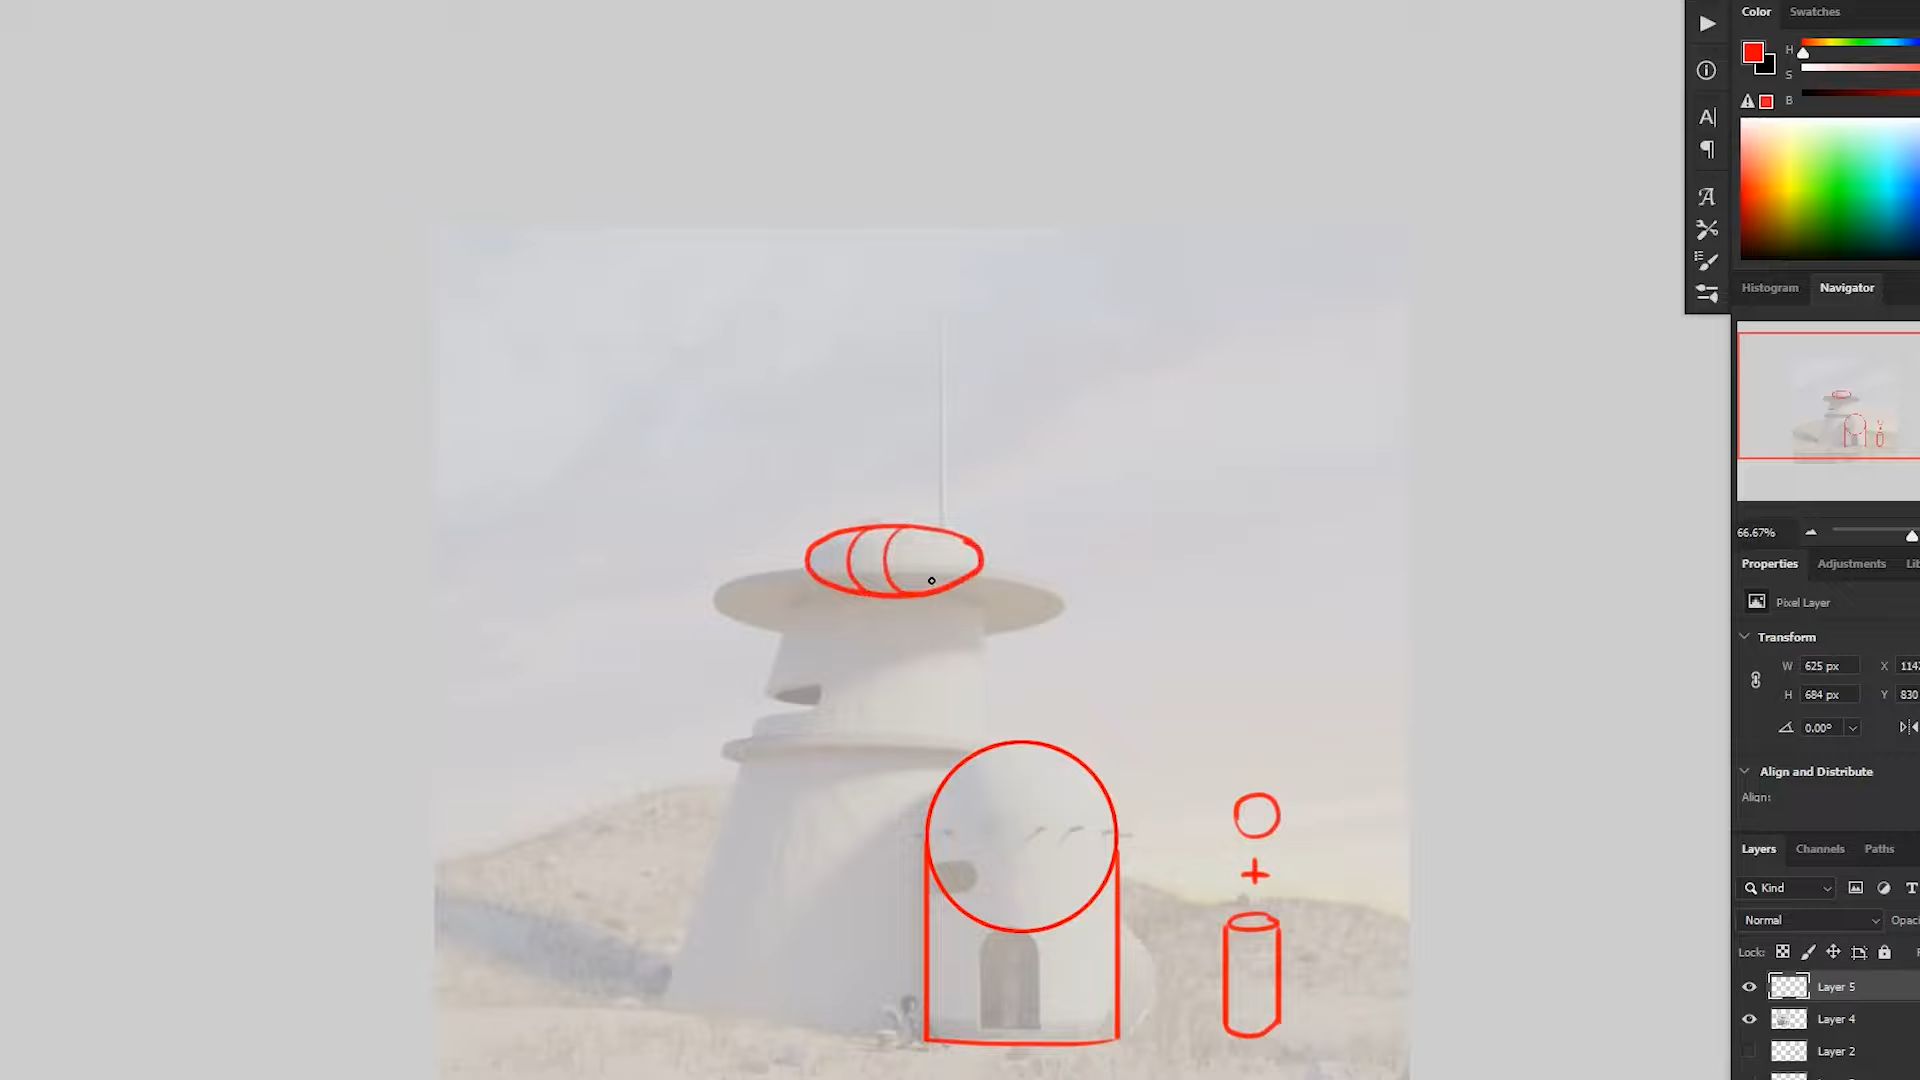 Color Swatches
H
S
B
Histogram Navigator
66.67%
Properties Adjustments Lib
Pixel Layer
Transform
W 625 px X 1142
H 684 px Y 830
0.00°
Align and Distribute
Align:
Layers Channels Paths
Kind
Normal Opac
Lock:
Layer 5
Layer 4
Layer 2